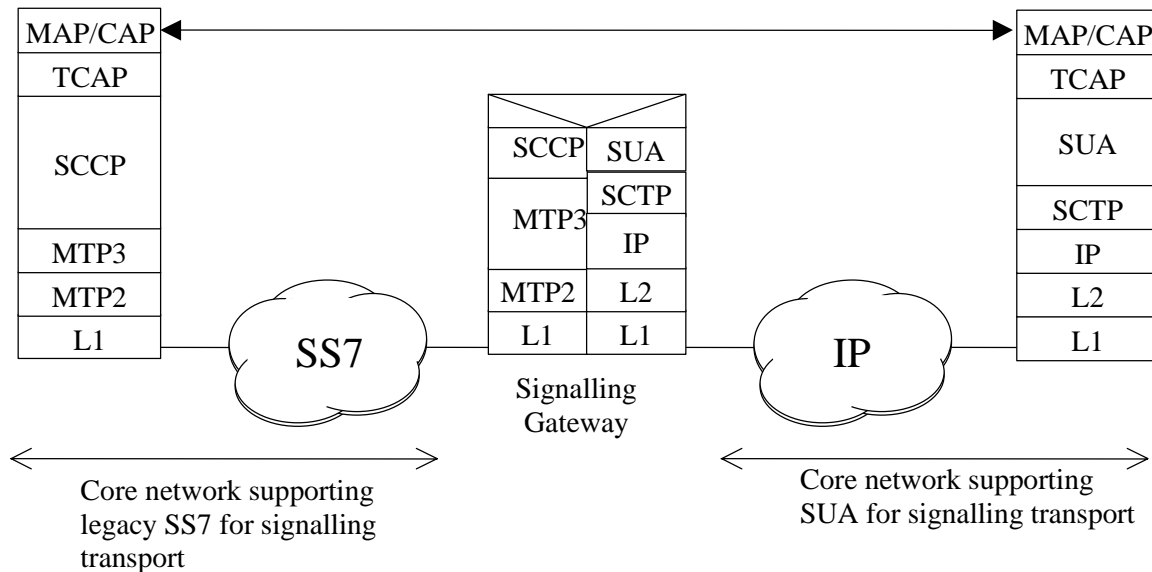 MAP/CAP
TCAP
SCCP
MTP3
MTP2
L1
SS7
SCCP
MTP3
MTP2
L1
SUA
SCTP
IP
L2
L1
Signalling
Gateway
IP
MAP/CAP
TCAP
SUA
SCTP
IP
L2
L1
Core network supporting
legacy SS7 for signalling
transport
Core network supporting
SUA for signalling transport